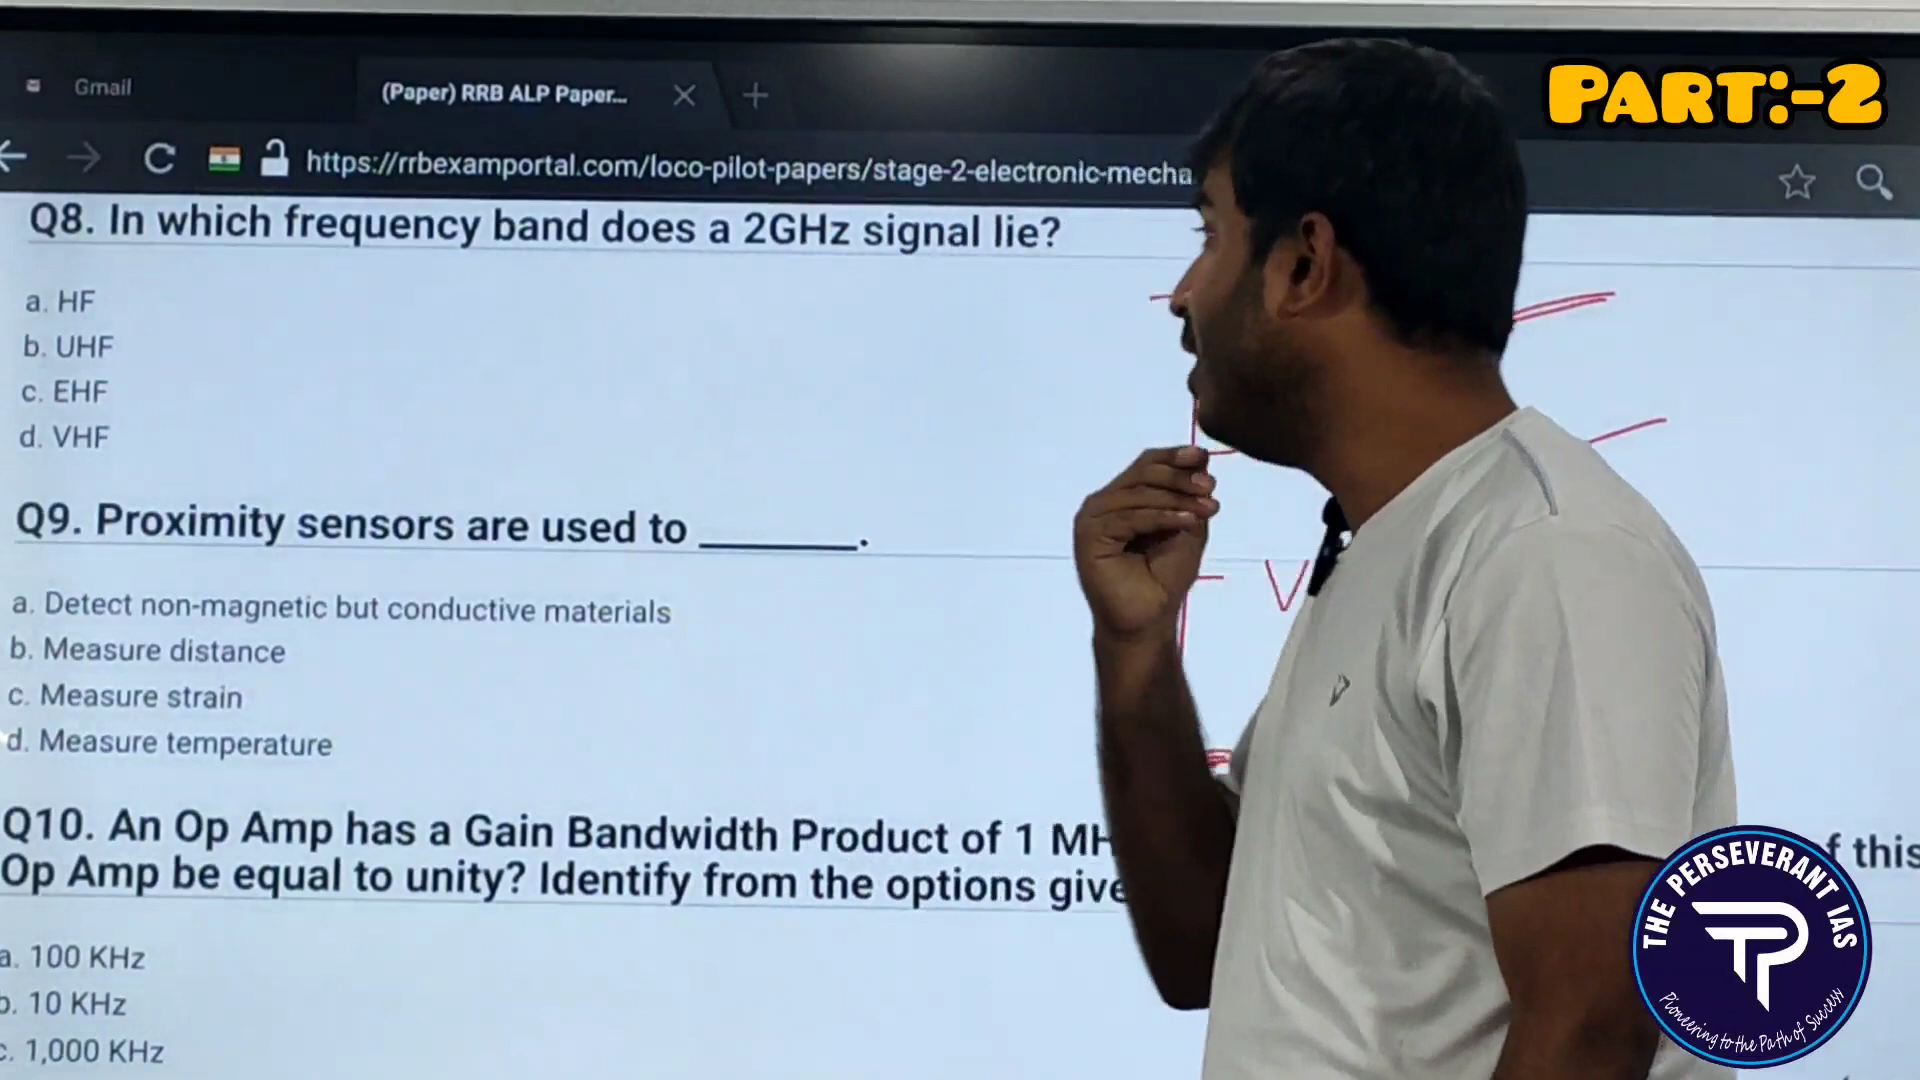 PART:-2
Gmail
(Paper) RRB ALP Paper...
https://rrbexamportal.com/loco-pilot-papers/stage-2-electronic-mecha
Q8. In which frequency band does a 2GHz signal lie?
a. HF
b. UHF
c. EHF
d. VHF
Q9. Proximity sensors are used to ________.
a. Detect non-magnetic but conductive materials
b. Measure distance
c. Measure strain
d. Measure temperature
Q10. An Op Amp has a Gain Bandwidth Product of 1 MH f this
Op Amp be equal to unity? Identify from the options give
a. 100 KHz
b. 10 KHz
c. 1,000 KHz
THE PERSEVERANT IAS
TP
Pioneering to the Path of Success